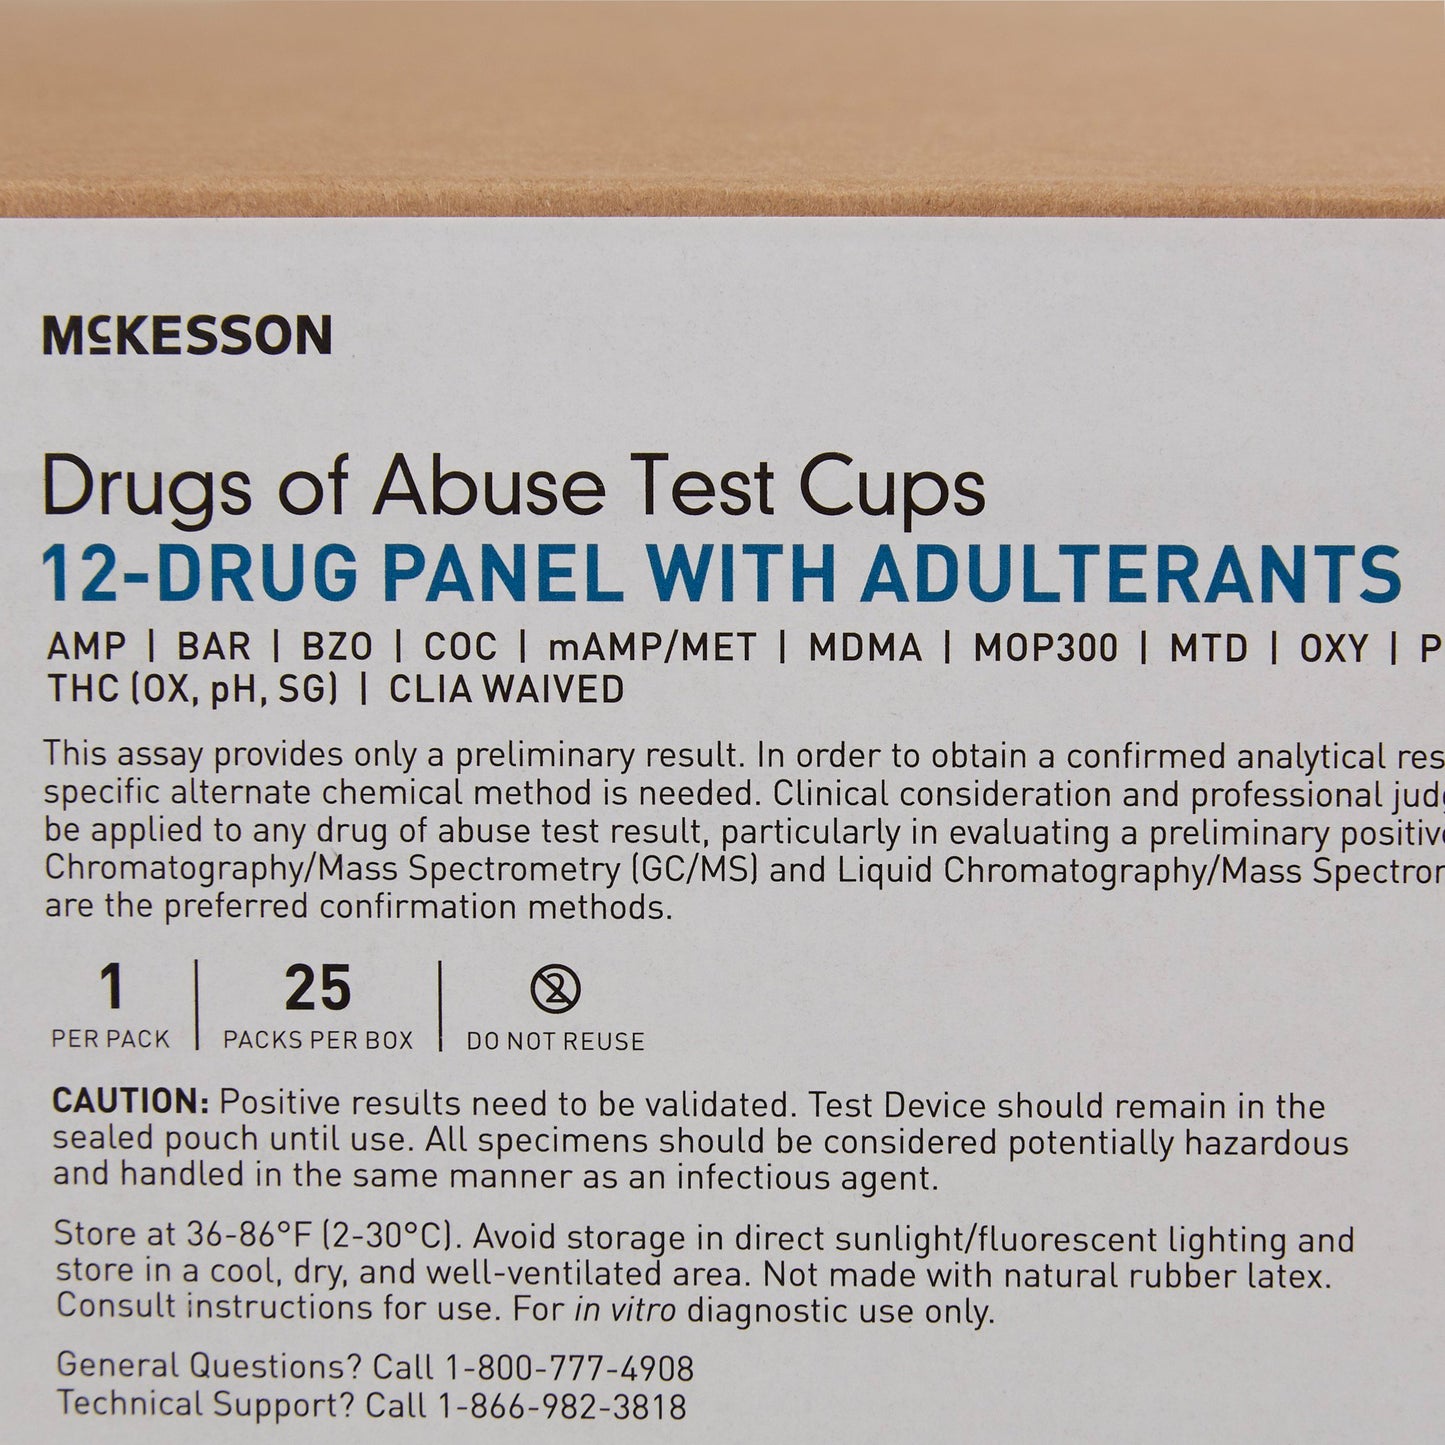 McKESSON
Drugs of Abuse Test Cups
12-DRUG PANEL WITH ADULTERANTS
AMP | BAR | BZO | COC | mAMP/MET | MDMA | MOP300 | MTD | OXY | P
THC (OX, pH, SG) | CLIA WAIVED
This assay provides only a preliminary result. In order to obtain a confirmed analytical res
specific alternate chemical method is needed. Clinical consideration and professional
be applied to any drug of abuse test result, particularly in evaluating a preliminary positiv
Chromatography/Mass Spectrometry (GC/MS) and Liquid Chromatography/Mass Spectro
are the preferred confirmation methods.
1
PER PACK
25
PACKS PER BOX
2
DO NOT REUSE
CAUTION: Positive results need to be validated. Test Device should remain in the
sealed pouch until use. All specimens should be considered potentially hazardous
and handled in the same manner as an infectious agent.
Store at 36-86°F (2-30°C). Avoid storage in direct sunlight/fluorescent lighting and
store in a cool, dry, and well-ventilated area. Not made with natural rubber latex.
Consult instructions for use. For in vitro diagnostic use only.
General Questions? Call 1-800-777-4908
Technical Support? Call 1-866-982-3818